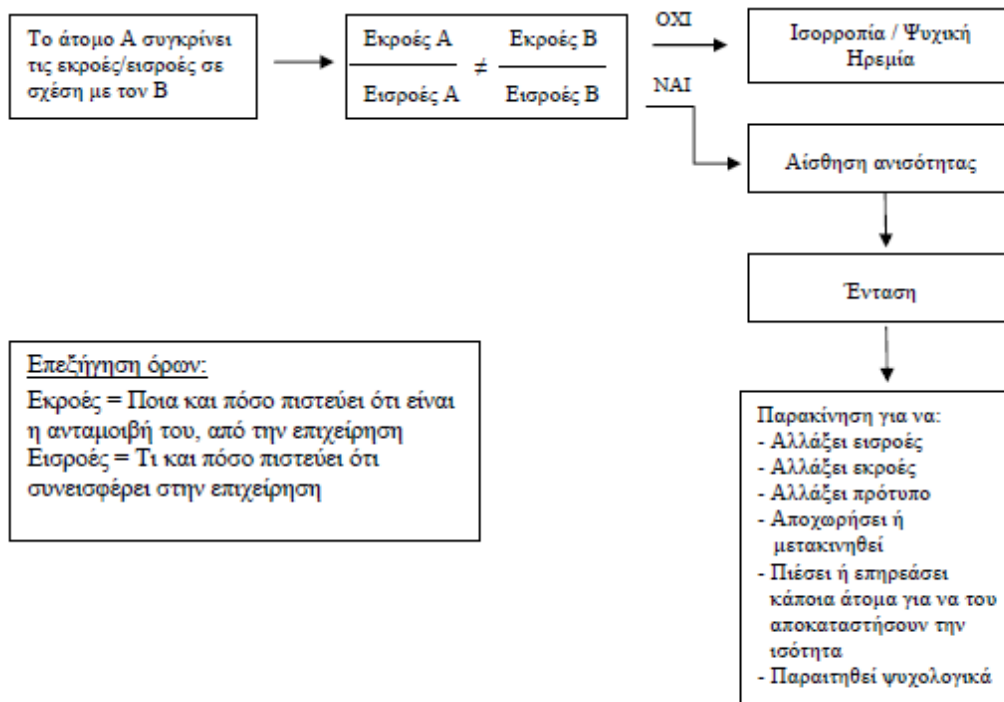 Το άτομο Α συγκρίνει
τις εκροές/εισροές σε
σχέση με τον Β
Εκροές Α
Εισροές Α
≠
Εκροές Β
Εισροές Β
ΟΧΙ
ΝΑΙ
Ισορροπία / Ψυχική
Ηρεμία
Αίσθηση ανισότητας
Ένταση
Επεξήγηση όρων:
Εκροές = Ποια και πόσο πιστεύει ότι είναι
η ανταμοιβή του, από την επιχείρηση
Εισροές = Τι και πόσο πιστεύει ότι
συνεισφέρει στην επιχείρηση
Παρακίνηση για να:
- Αλλάξει εισροές
- Αλλάξει εκροές
- Αλλάξει πρότυπο
- Αποχωρήσει ή
μετακινηθεί
- Πιέσει ή επηρεάσει
κάποια άτομα για να του
αποκαταστήσουν την
ισότητα
- Παραιτηθεί ψυχολογικά